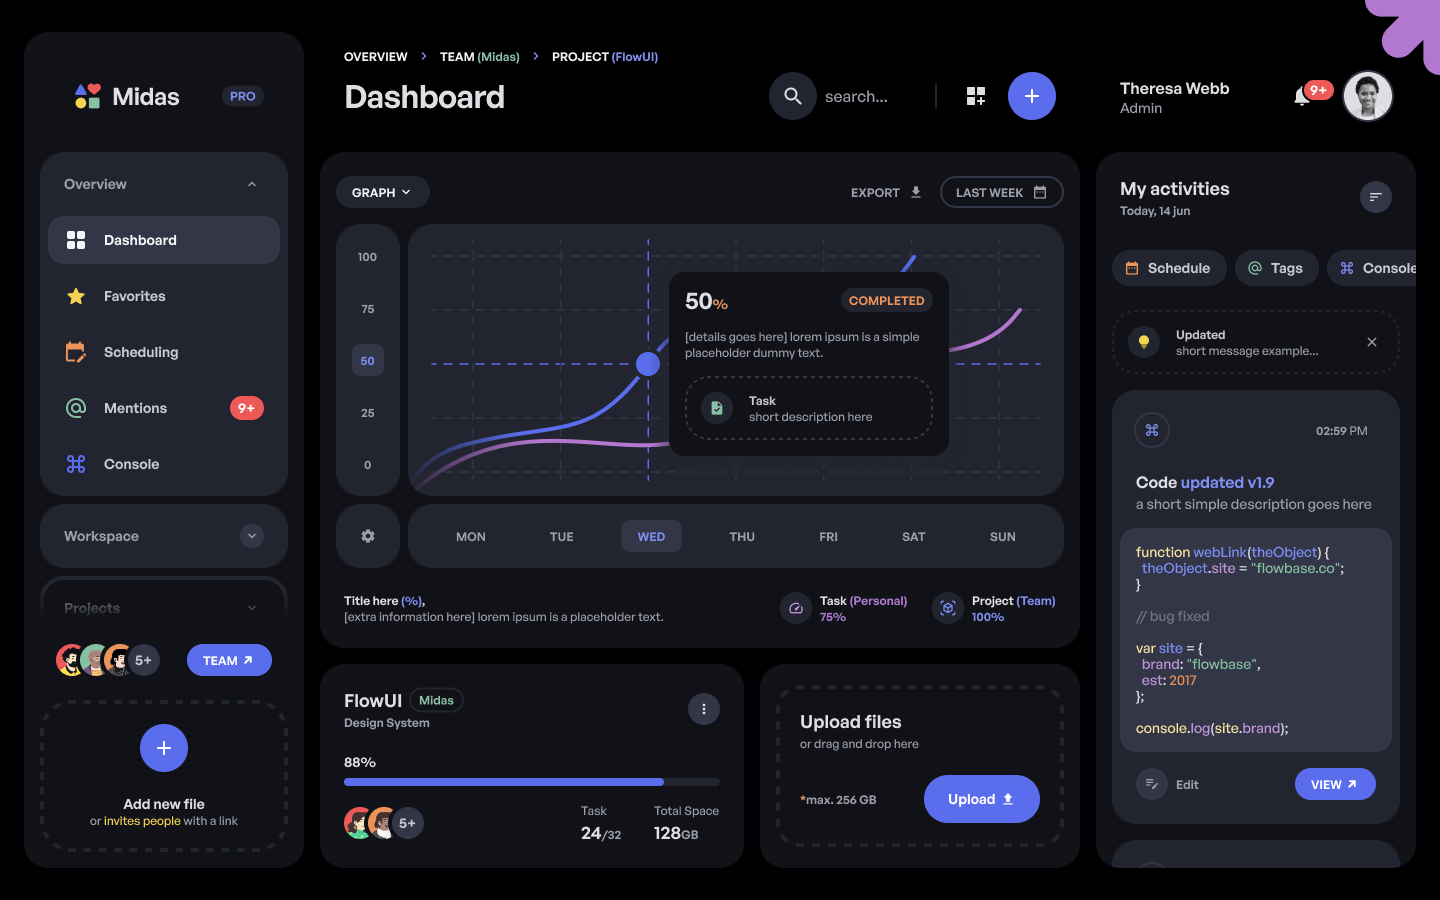 Midas
PRO
Overview
Dashboard
Favorites
Scheduling
Mentions
9+
Console
Workspace
Projects
5+
TEAM
Add new file
or invites people with a link
OVERVIEW > TEAM (Midas) > PROJECT (FlowUI)
Dashboard
search...
Theresa Webb
Admin
9+
GRAPH
EXPORT
LAST WEEK
100
75
50
25
0
50%
COMPLETED
[details goes here] lorem ipsum is a simple
placeholder dummy text.
Task
short description here
MON
TUE
WED
THU
FRI
SAT
SUN
Title here (%),
[extra information here] lorem ipsum is a placeholder text.
Task (Personal)
75%
Project (Team)
100%
FlowUI
Midas
Design System
88%
5+
Task
24/32
Total Space
128GB
Upload files
or drag and drop here
*max. 256 GB
Upload
My activities
Today, 14 jun
Schedule
Tags
Console
Updated
short message example...
02:59 PM
Code updated v1.9
a short simple description goes here
function webLink(theObject) {
theObject.site = "flowbase.co";
}
// bug fixed
var site = {
brand: "flowbase",
est: 2017
};
console.log(site.brand);
Edit
VIEW